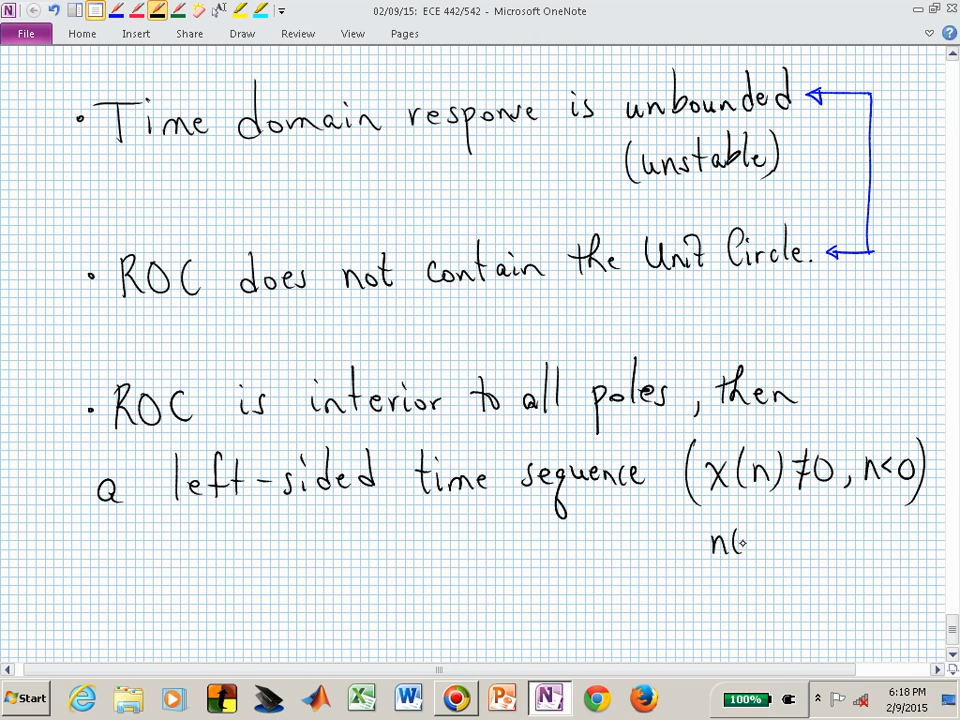 02/09/15: ECE 442/542 - Microsoft OneNote
File Home Insert Share Draw Review View Pages
• Time domain response is unbounded
(unstable)
• ROC does not contain the Unit Circle.
• ROC is interior to all poles, then
a left-sided time sequence (x(n)≠0, n<0)
n(
Start 100% 6:18 PM
2/9/2015